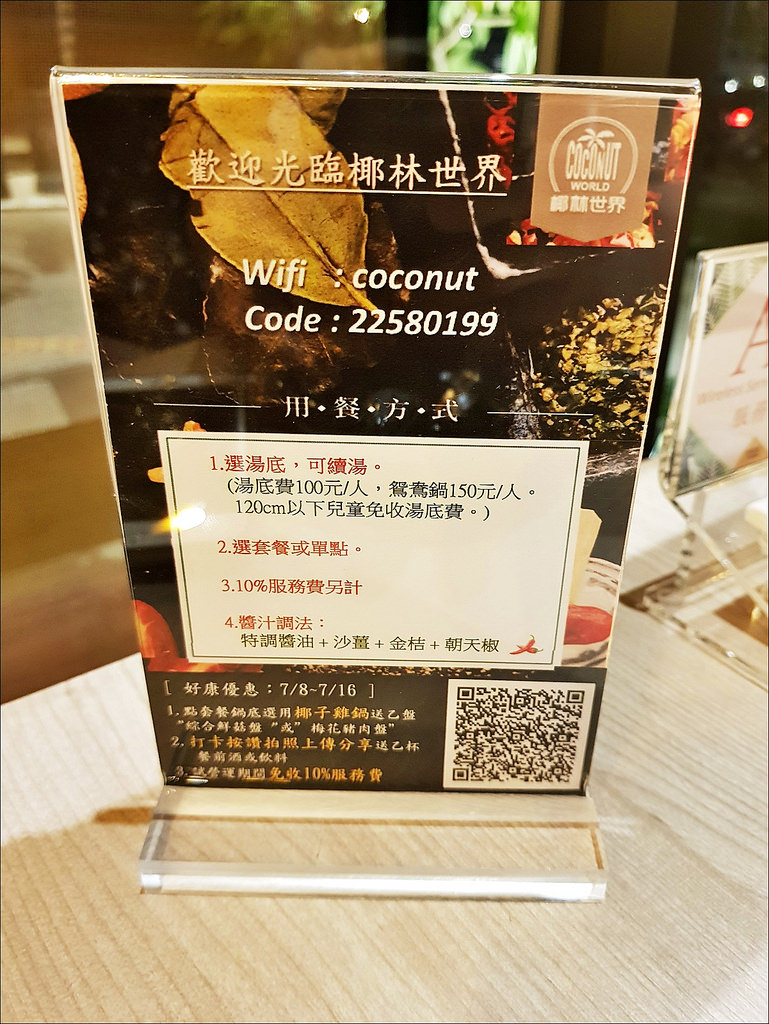 歡迎光臨椰林世界
COCONUT
WORLD
椰林世界
Wifi : coconut
Code : 22580199
用•餐•方•式
1.選湯底，可續湯。
(湯底費100元/人，鴛鴦鍋150元/人。
120cm以下兒童免收湯底費。)
2.選套餐或單點。
3.10%服務費另計
4.醬汁調法：
特調醬油+沙薑+金桔+朝天椒
[ 好康優惠：7/8~7/16 ]
1. 點套餐鍋底選用椰子雞鍋送乙盤
"綜合鮮菇盤"或"梅花豬肉盤"
2. 打卡按讚拍照上傳分享送乙杯
餐前酒或飲料
3. 試營運期間免收10%服務費
A